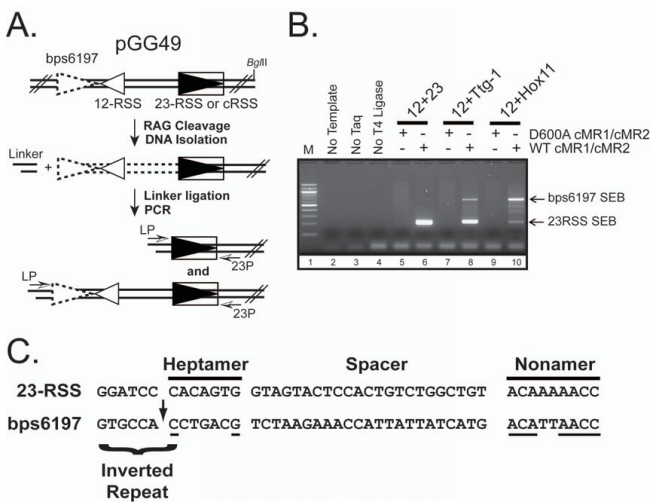 A.
pGG49
bps6197
BglII
12-RSS
23-RSS or cRSS
RAG Cleavage
DNA Isolation
Linker
+
Linker ligation
PCR
LP
23P
and
LP
23P
B.
12+23
12+Ttg-1
12+Hox11
M
No Template
No Taq
No T4 Ligase
+ - + - + - D600A cMR1/cMR2
- + - + - + WT cMR1/cMR2
bps6197 SEB
23RSS SEB
1 2 3 4 5 6 7 8 9 10
C.
Heptamer Spacer Nonamer
23-RSS GGATCC CACAGTG GTAGTACTCCACTGTCTGGCTGT ACAAAAACC
bps6197 GTGCCA CCTGACG TCTAAGAAACCATTATTATCATG ACATTAACC
Inverted
Repeat